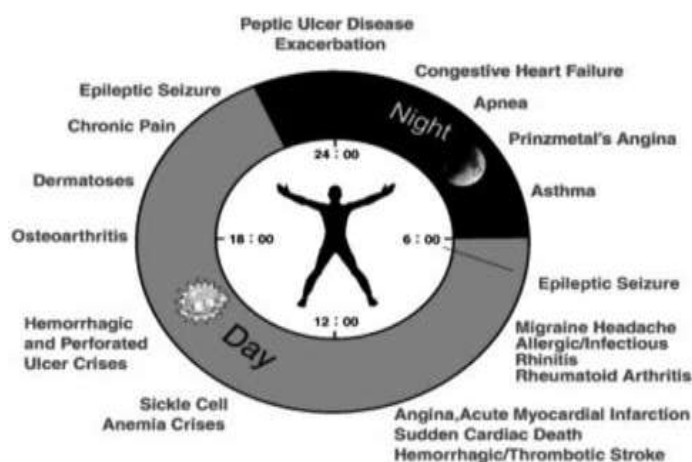 Peptic Ulcer Disease
Exacerbation
Congestive Heart Failure
Epileptic Seizure
Apnea
Night
Chronic Pain
Prinzmetal's Angina
24:00
Dermatoses
Asthma
Osteoarthritis
18:00
6:00
Epileptic Seizure
Hemorrhagic
and Perforated
Ulcer Crises
12:00
Day
Migraine Headache
Allergic/Infectious
Rhinitis
Rheumatoid Arthritis
Sickle Cell
Anemia Crises
Angina,Acute Myocardial Infarction
Sudden Cardiac Death
Hemorrhagic/Thrombotic Stroke